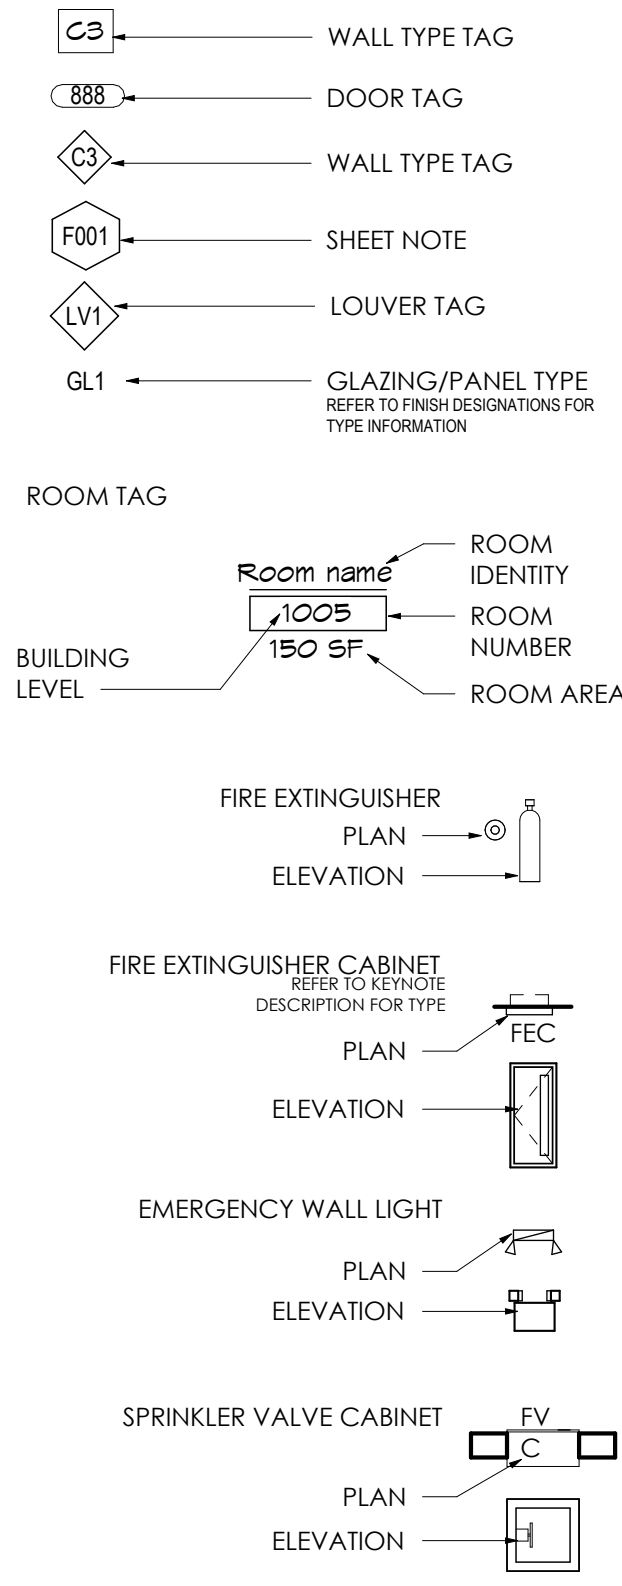 C3
WALL TYPE TAG
888
DOOR TAG
C3
WALL TYPE TAG
F001
SHEET NOTE
LV1
LOUVER TAG
GL1
GLAZING/PANEL TYPE
REFER TO FINISH DESIGNATIONS FOR
TYPE INFORMATION
ROOM TAG
Room name
ROOM
IDENTITY
1005
ROOM
NUMBER
150 SF
BUILDING
LEVEL
ROOM AREA
FIRE EXTINGUISHER
PLAN
ELEVATION
FIRE EXTINGUISHER CABINET
REFER TO KEYNOTE
DESCRIPTION FOR TYPE
FEC
PLAN
ELEVATION
EMERGENCY WALL LIGHT
PLAN
ELEVATION
SPRINKLER VALVE CABINET
FV
C
PLAN
ELEVATION